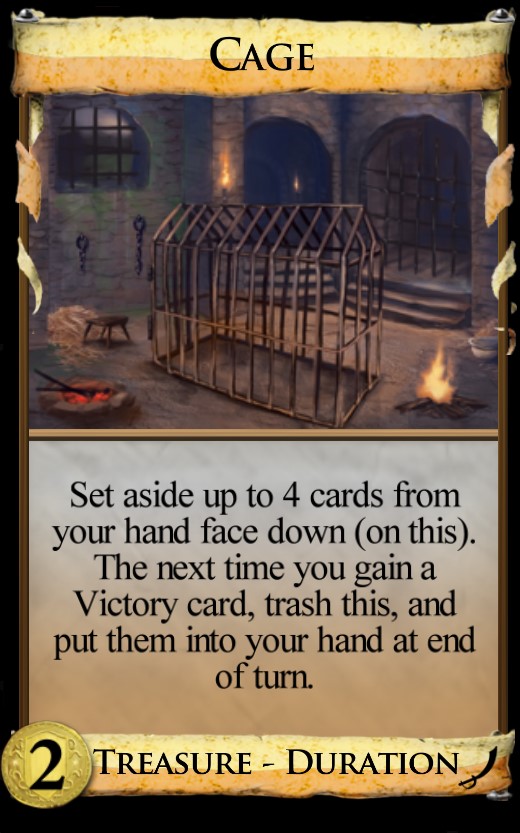 Cage
Set aside up to 4 cards from
your hand face down (on this).
The next time you gain a
Victory card, trash this, and
put them into your hand at end
of turn.
2 Treasure - Duration